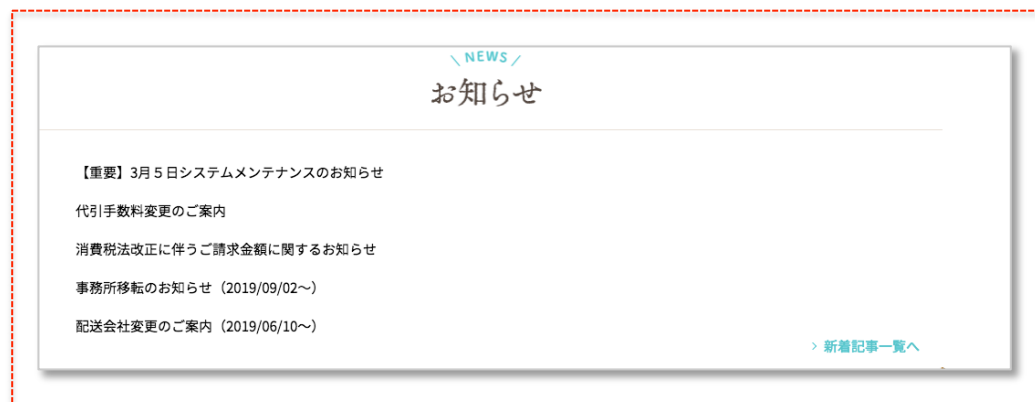 \ NEWS /
お知らせ
【重要】3月５日システムメンテナンスのお知らせ
代引手数料変更のご案内
消費税法改正に伴うご請求金額に関するお知らせ
事務所移転のお知らせ（2019/09/02〜）
配送会社変更のご案内（2019/06/10〜）
> 新着記事一覧へ